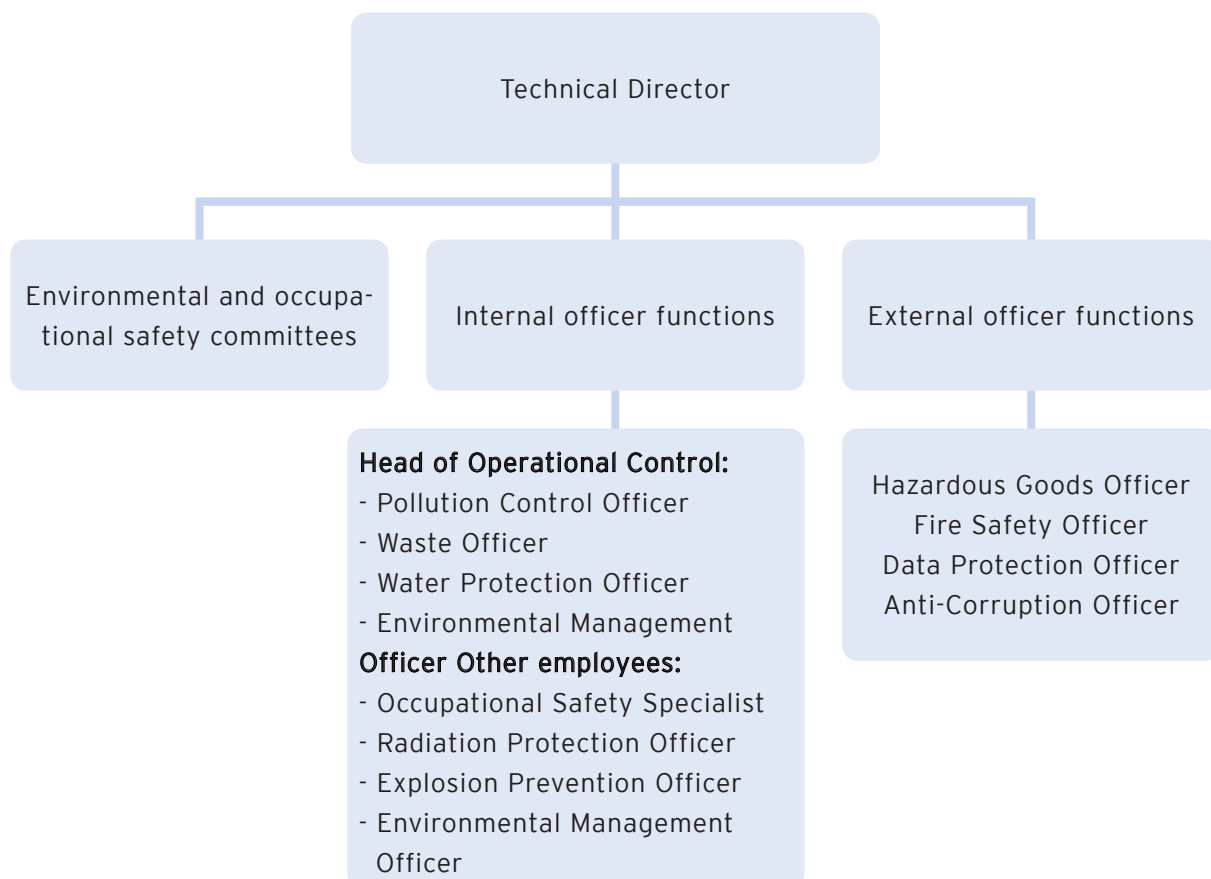 Technical Director
Environmental and occupa-
tional safety committees
Internal officer functions
External officer functions
Head of Operational Control:
- Pollution Control Officer
- Waste Officer
- Water Protection Officer
- Environmental Management
Officer Other employees:
- Occupational Safety Specialist
- Radiation Protection Officer
- Explosion Prevention Officer
- Environmental Management
Officer
Hazardous Goods Officer
Fire Safety Officer
Data Protection Officer
Anti-Corruption Officer